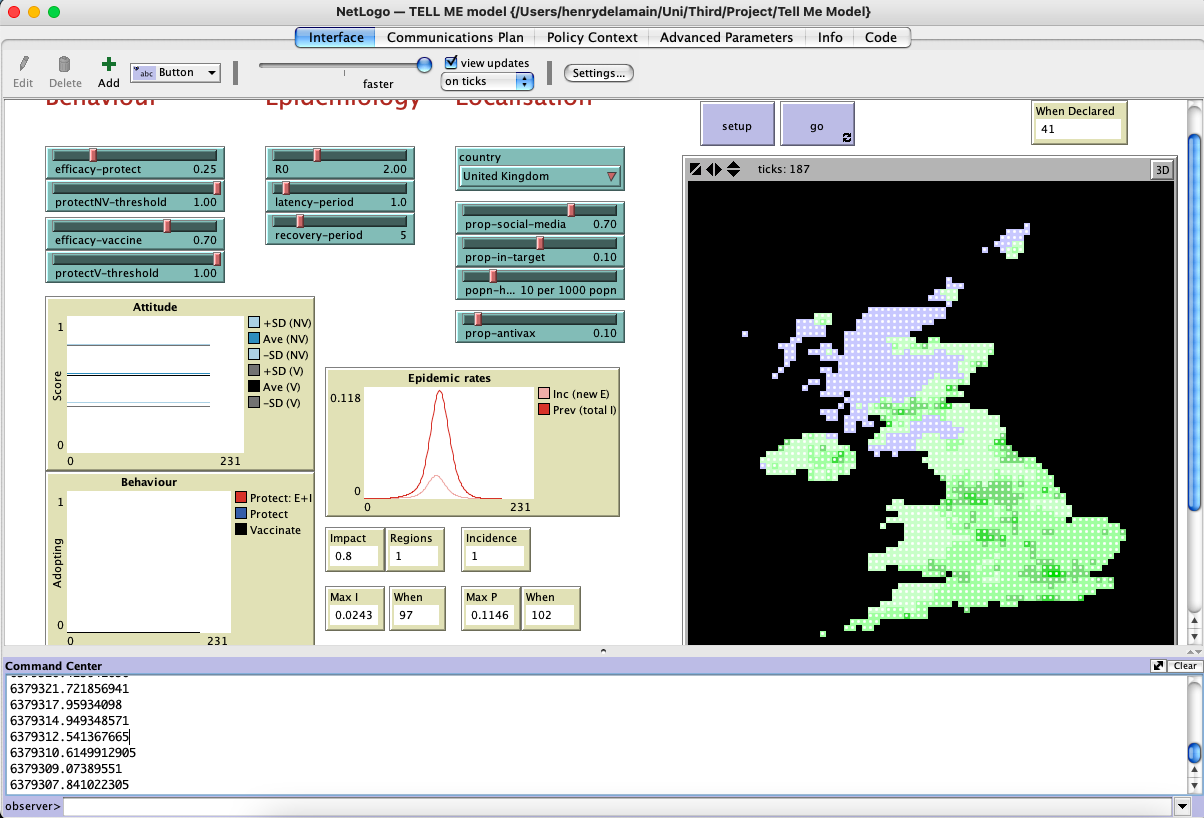 NetLogo — TELL ME model {/Users/henrydelamain/Uni/Third/Project/Tell Me Model}
Interface Communications Plan Policy Context Advanced Parameters Info Code
Edit Delete Add abc Button faster view updates on ticks Settings...
Behaviour Epidemiology Localisation
setup go
When Declared
41
efficacy-protect 0.25
protectNV-threshold 1.00
efficacy-vaccine 0.70
protectV-threshold 1.00
R0 2.00
latency-period 1.0
recovery-period 5
country
United Kingdom
prop-social-media 0.70
prop-in-target 0.10
popn-h... 10 per 1000 popn
prop-antivax 0.10
ticks: 187 3D
Attitude
1
Score
0
0 231
+SD (NV)
Ave (NV)
-SD (NV)
+SD (V)
Ave (V)
-SD (V)
Behaviour
1
Adopting
0
0 231
Protect: E+I
Protect
Vaccinate
Epidemic rates
0.118
0
0 231
Inc (new E)
Prev (total I)
Impact
0.8
Regions
1
Incidence
1
Max I
0.0243
When
97
Max P
0.1146
When
102
Command Center Clear
6379321.721856941
6379317.95934098
6379314.949348571
6379312.541367665
6379310.6149912905
6379309.07389551
6379307.841022305
observer>